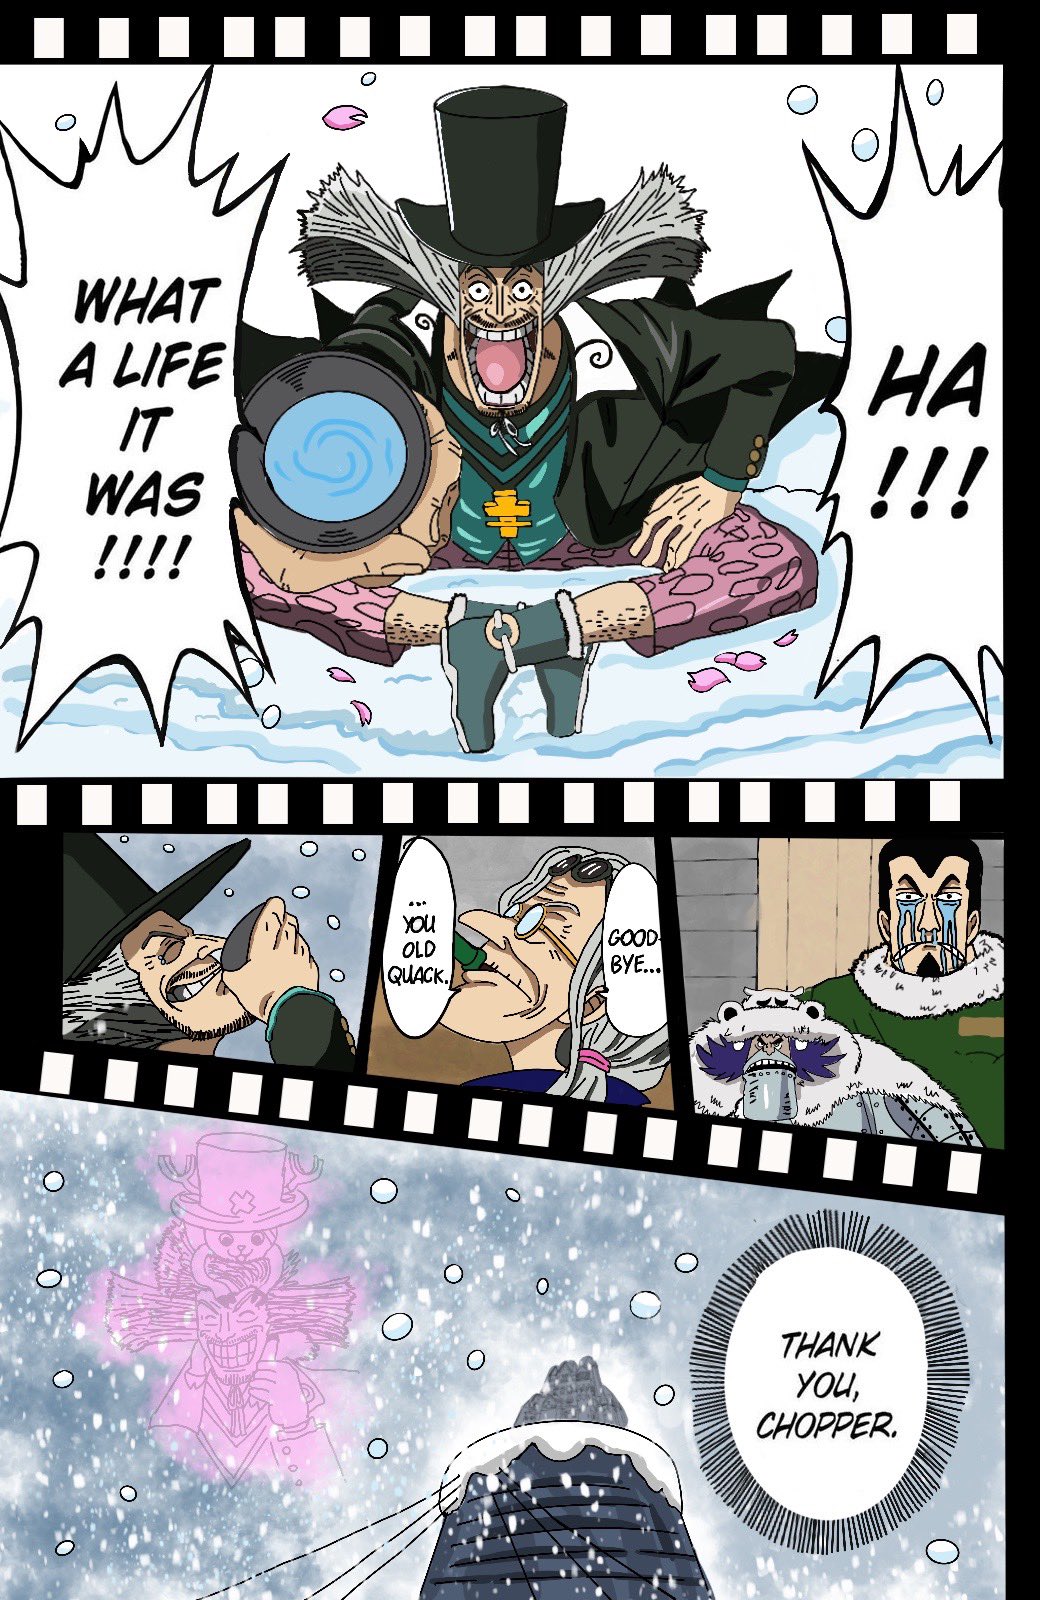 HA
!!!
WHAT
A LIFE
IT
WAS
!!!!
GOOD-
BYE...
...
YOU
OLD
QUACK.
THANK
YOU,
CHOPPER.